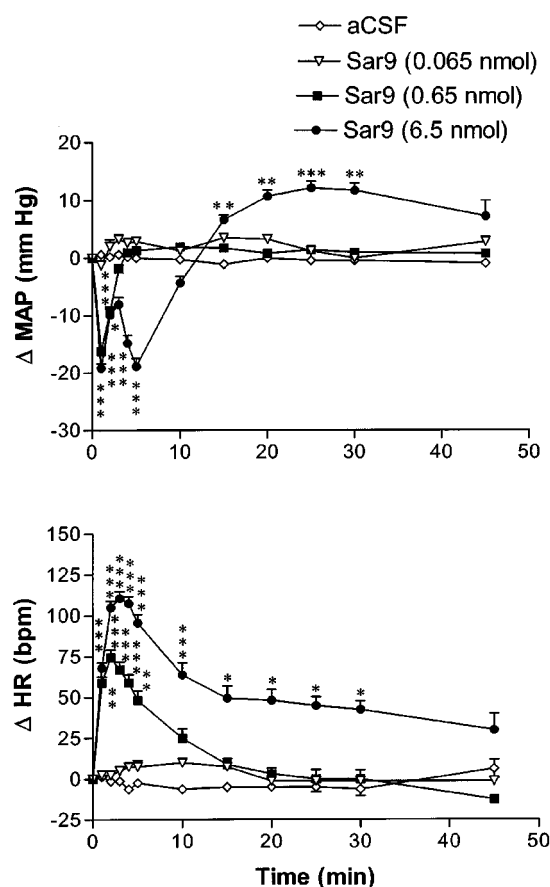 aCSF
Sar9 (0.065 nmol)
Sar9 (0.65 nmol)
Sar9 (6.5 nmol)
Δ MAP (mm Hg)
20
10
0
-10
-20
-30
0 10 20 30 40 50
** ** *** **
***
***
*
***
***
***
Δ HR (bpm)
150
125
100
75
50
25
0
-25
0 10 20 30 40 50
***
***
***
***
***
***
***
**
***
***
***
**
* * * *
Time (min)